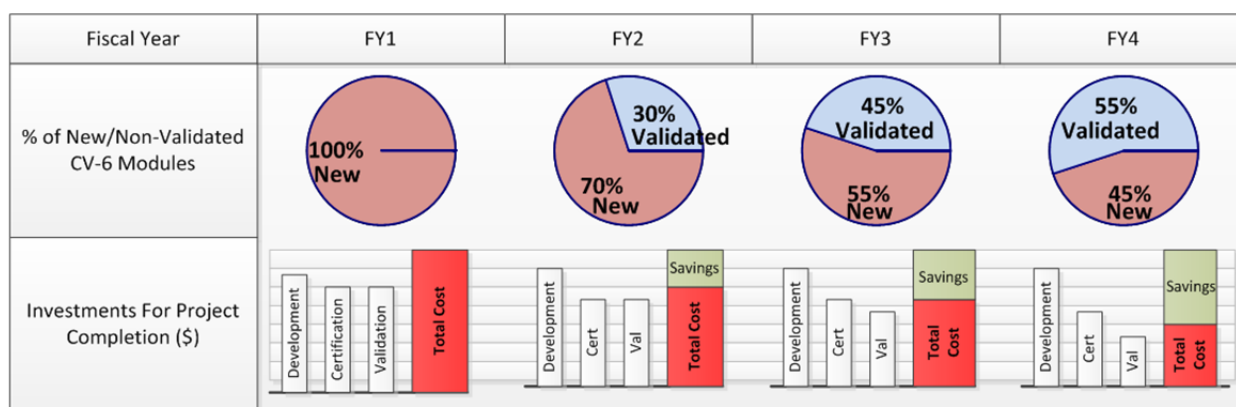 Fiscal Year
FY1
FY2
FY3
FY4
% of New/Non-Validated
CV-6 Modules
100%
New
30%
Validated
70%
New
45%
Validated
55%
New
55%
Validated
45%
New
Investments For Project
Completion ($)
Development
Certification
Validation
Total Cost
Development
Cert
Val
Savings
Total Cost
Development
Cert
Val
Savings
Total
Cost
Development
Cert
Val
Savings
Total
Cost